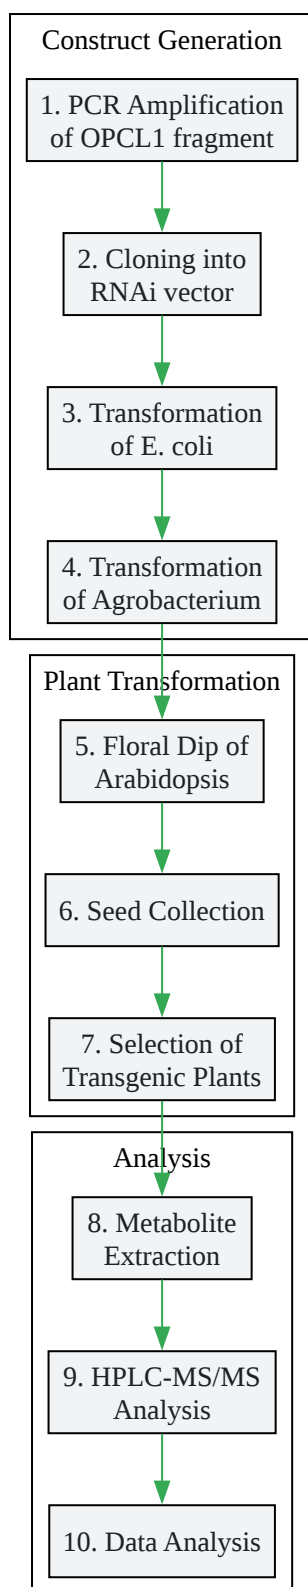 Construct Generation
1. PCR Amplification
of OPCL1 fragment
2. Cloning into
RNAi vector
3. Transformation
of E. coli
4. Transformation
of Agrobacterium
Plant Transformation
5. Floral Dip of
Arabidopsis
6. Seed Collection
7. Selection of
Transgenic Plants
Analysis
8. Metabolite
Extraction
9. HPLC-MS/MS
Analysis
10. Data Analysis